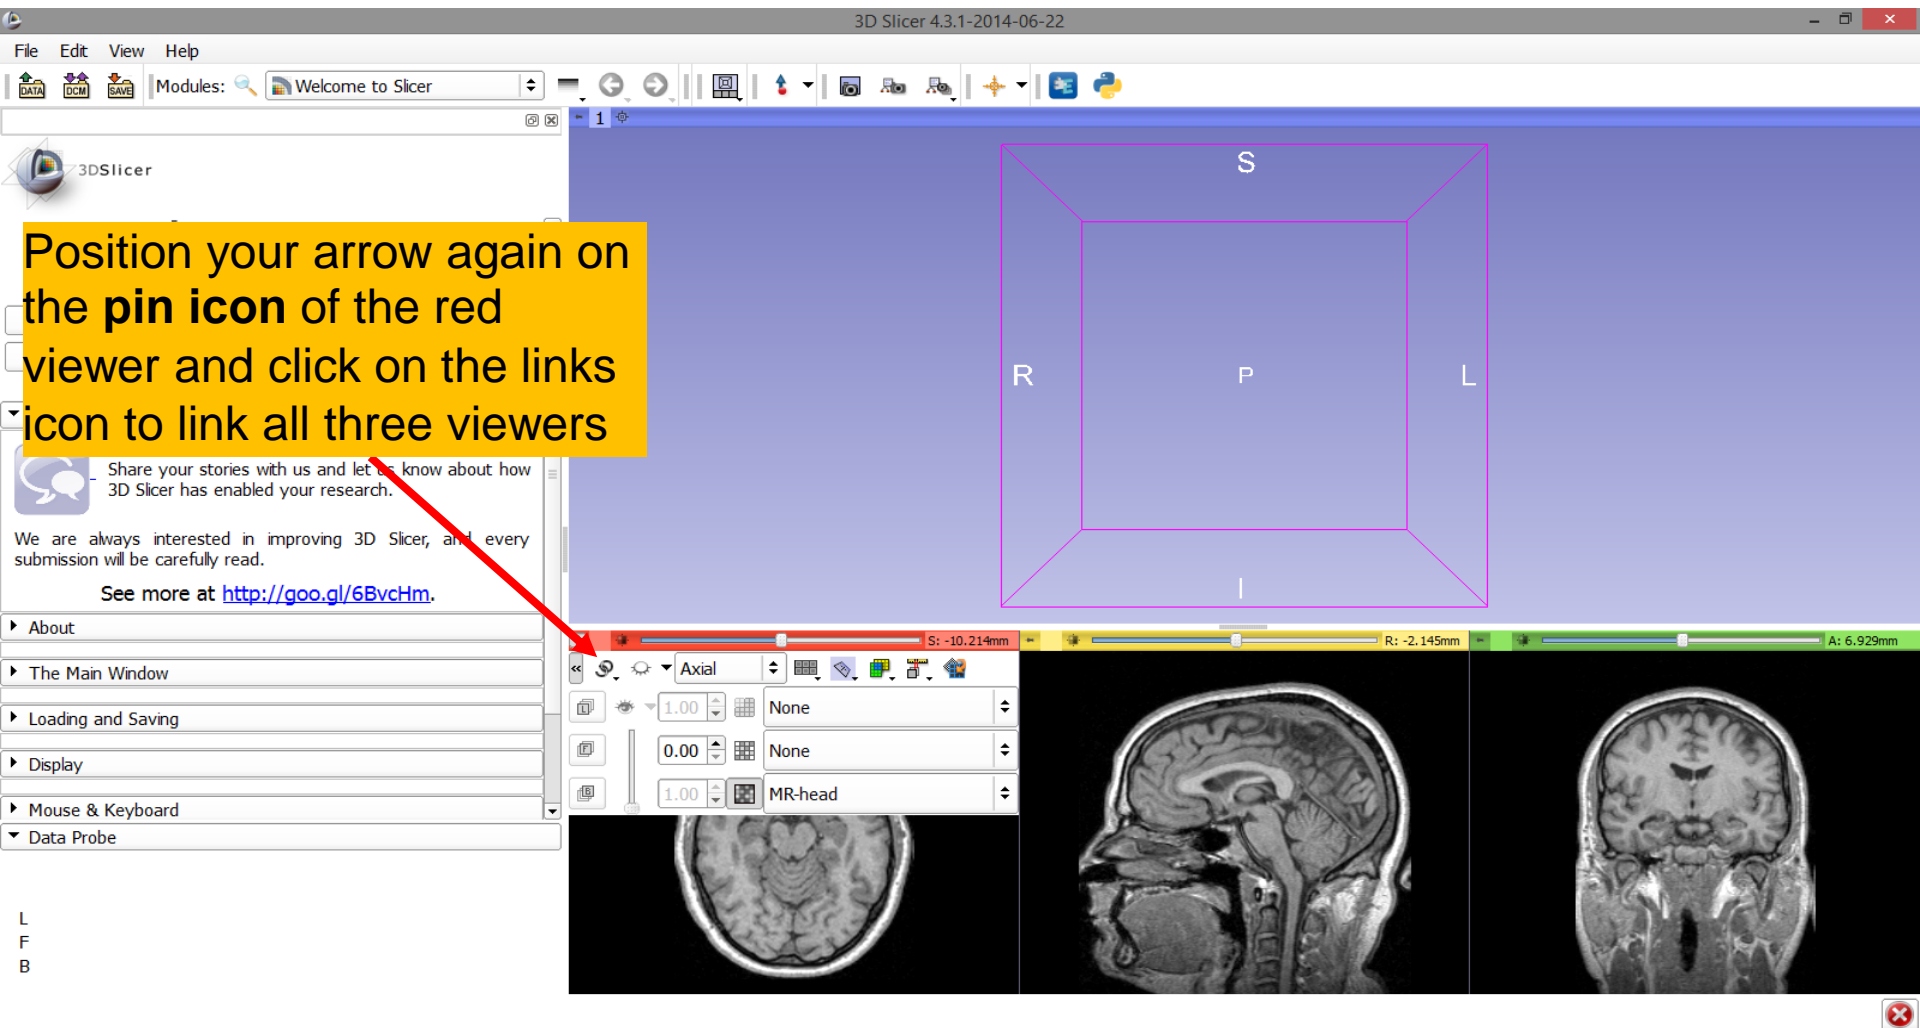 3D Slicer 4.3.1-2014-06-22
File Edit View Help
DATA DCM SAVE Modules: Welcome to Slicer
1
3DSlicer
S
Position your arrow again on
the pin icon of the red
viewer and click on the links
icon to link all three viewers
R P L
Share your stories with us and let us know about how
3D Slicer has enabled your research.
We are always interested in improving 3D Slicer, and every
submission will be carefully read.
See more at http://goo.gl/6BvcHm.
I
About
S: -10.214mm R: -2.145mm A: 6.929mm
The Main Window
Axial
Loading and Saving
L 1.00 None
Display
F 0.00 None
Mouse & Keyboard
B 1.00 MR-head
Data Probe
L
F
B